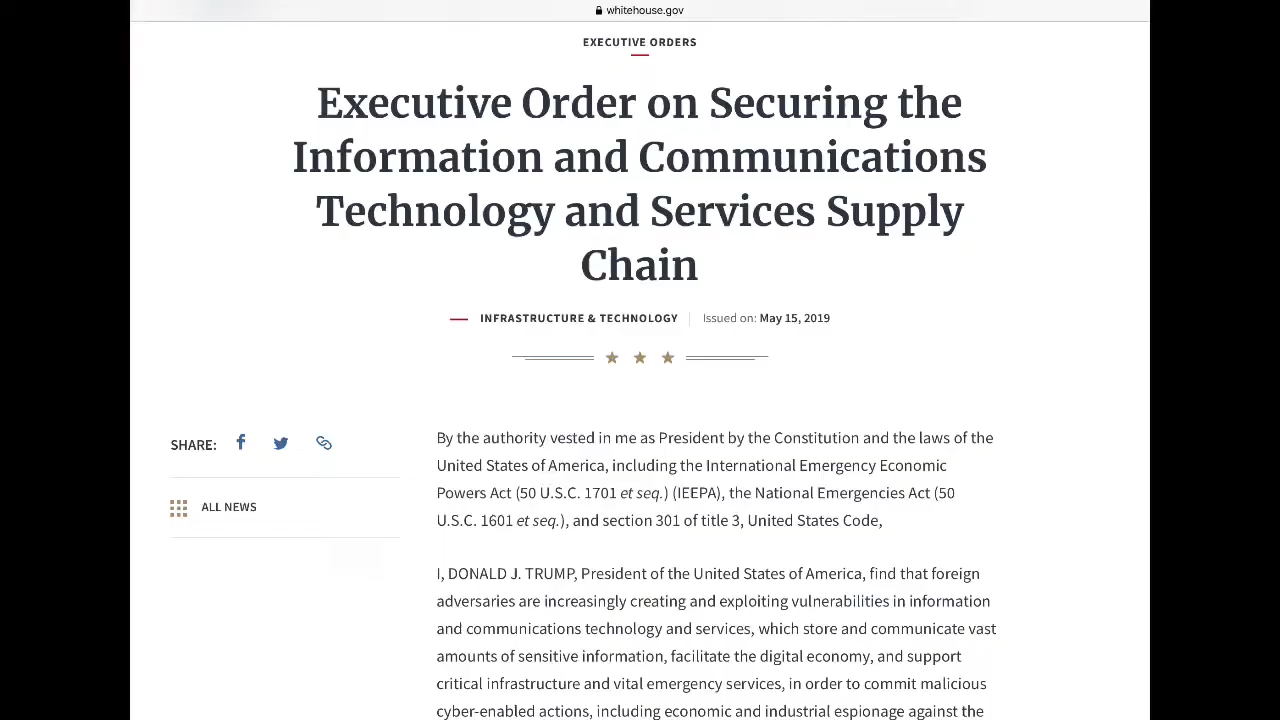 whitehouse.gov
EXECUTIVE ORDERS
Executive Order on Securing the
Information and Communications
Technology and Services Supply
Chain
INFRASTRUCTURE & TECHNOLOGY Issued on: May 15, 2019
SHARE:
ALL NEWS
By the authority vested in me as President by the Constitution and the laws of the
United States of America, including the International Emergency Economic
Powers Act (50 U.S.C. 1701 et seq.) (IEEPA), the National Emergencies Act (50
U.S.C. 1601 et seq.), and section 301 of title 3, United States Code,
I, DONALD J. TRUMP, President of the United States of America, find that foreign
adversaries are increasingly creating and exploiting vulnerabilities in information
and communications technology and services, which store and communicate vast
amounts of sensitive information, facilitate the digital economy, and support
critical infrastructure and vital emergency services, in order to commit malicious
cyber-enabled actions, including economic and industrial espionage against the